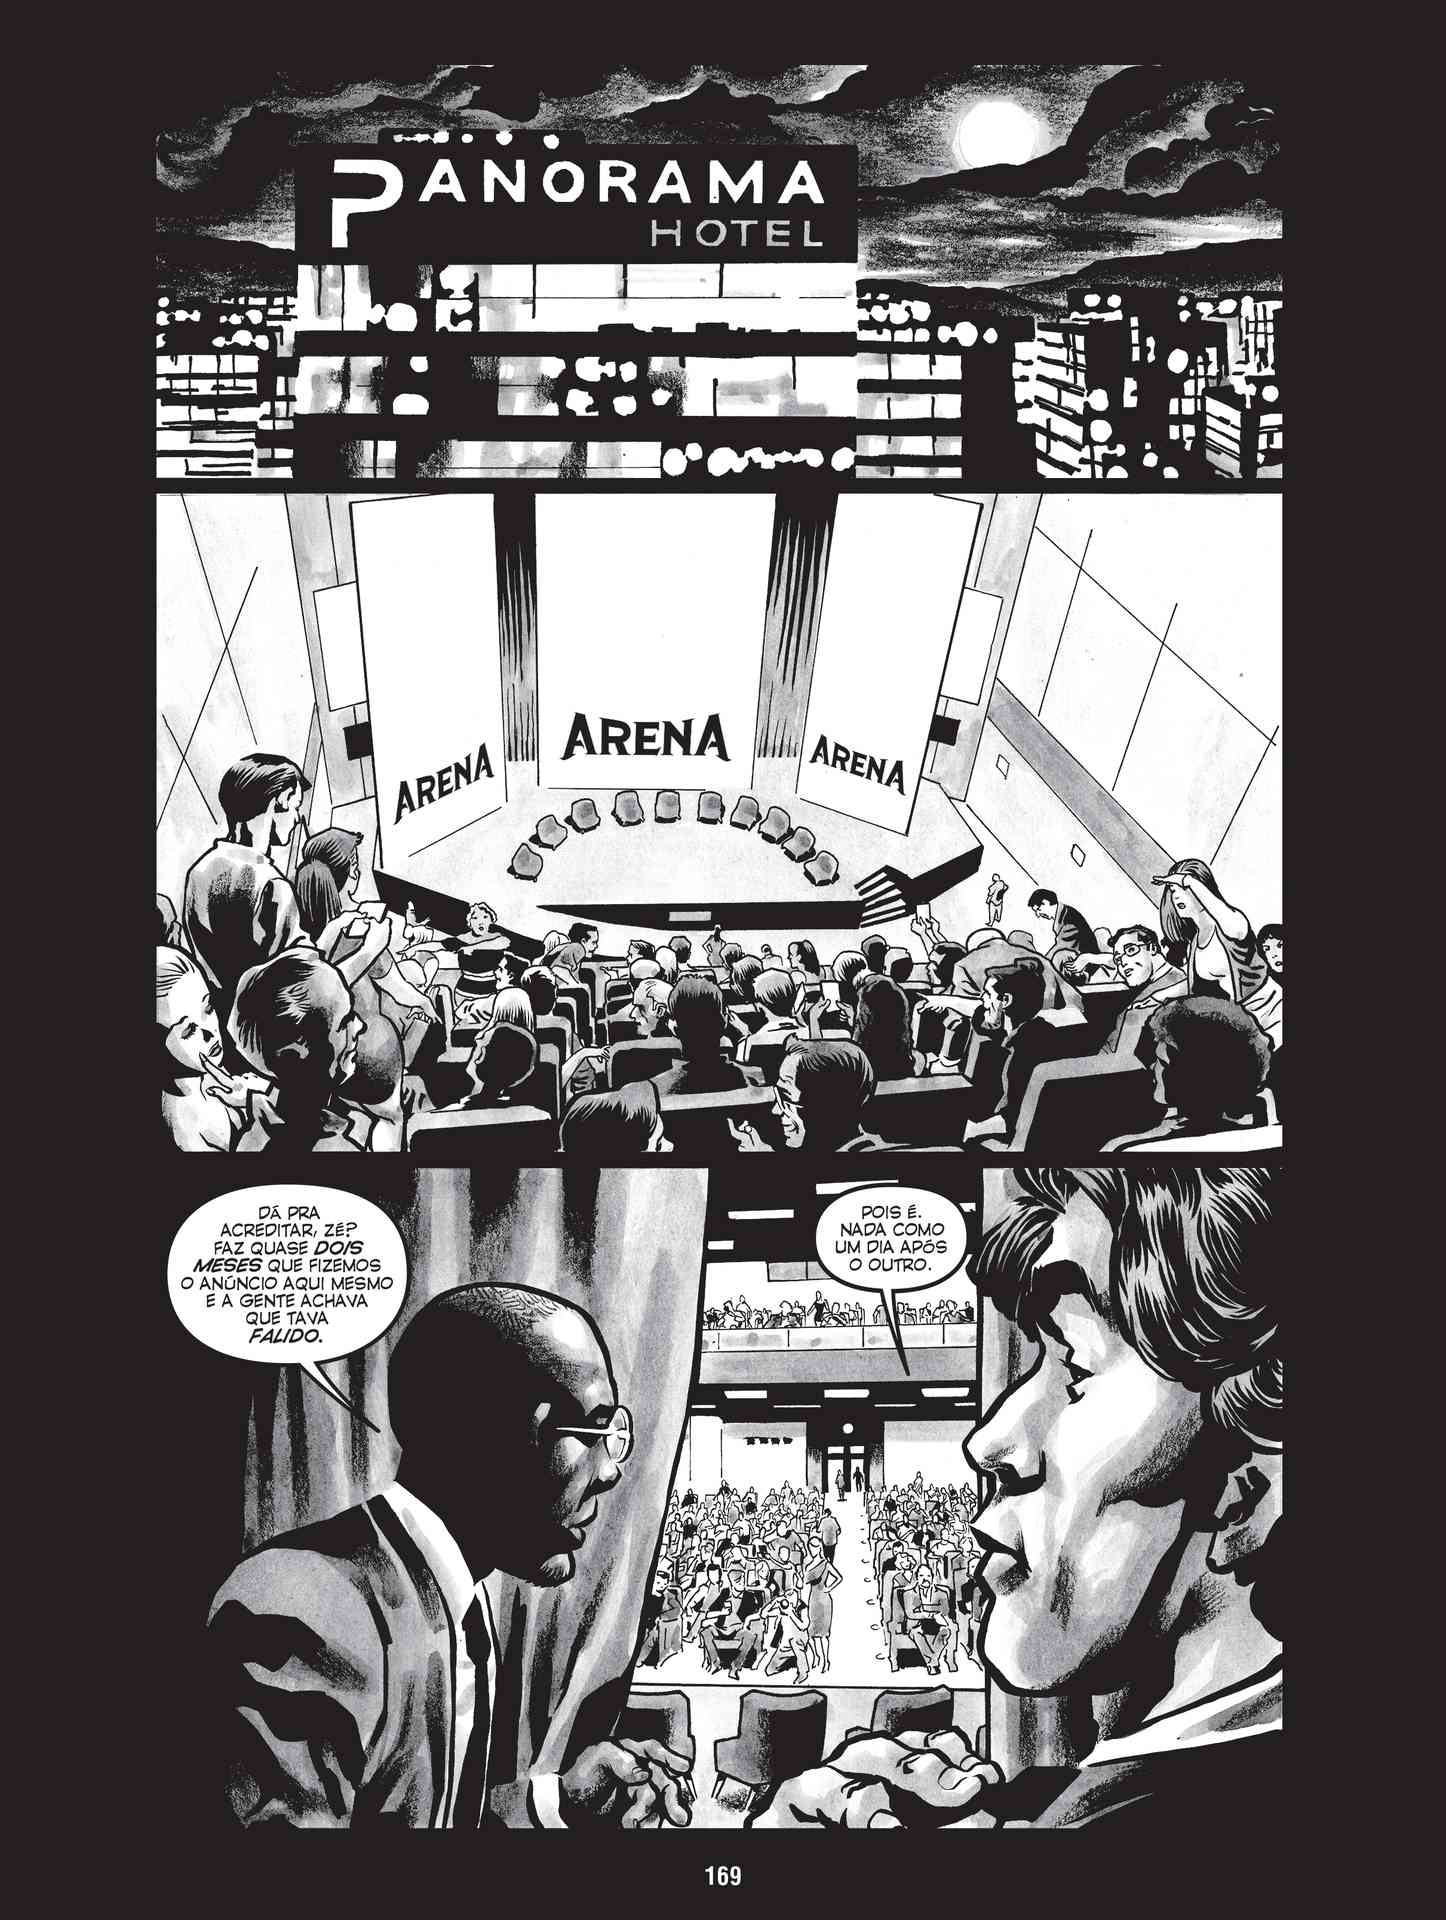 PANORAMA
HOTEL
ARENA
ARENA
ARENA
DÁ PRA
ACREDITAR, ZÉ?
FAZ QUASE DOIS
MESES QUE FIZEMOS
O ANÚNCIO AQUI MESMO
E A GENTE ACHAVA
QUE TAVA
FALIDO.
POIS É.
NADA COMO
UM DIA APÓS
O OUTRO.
169